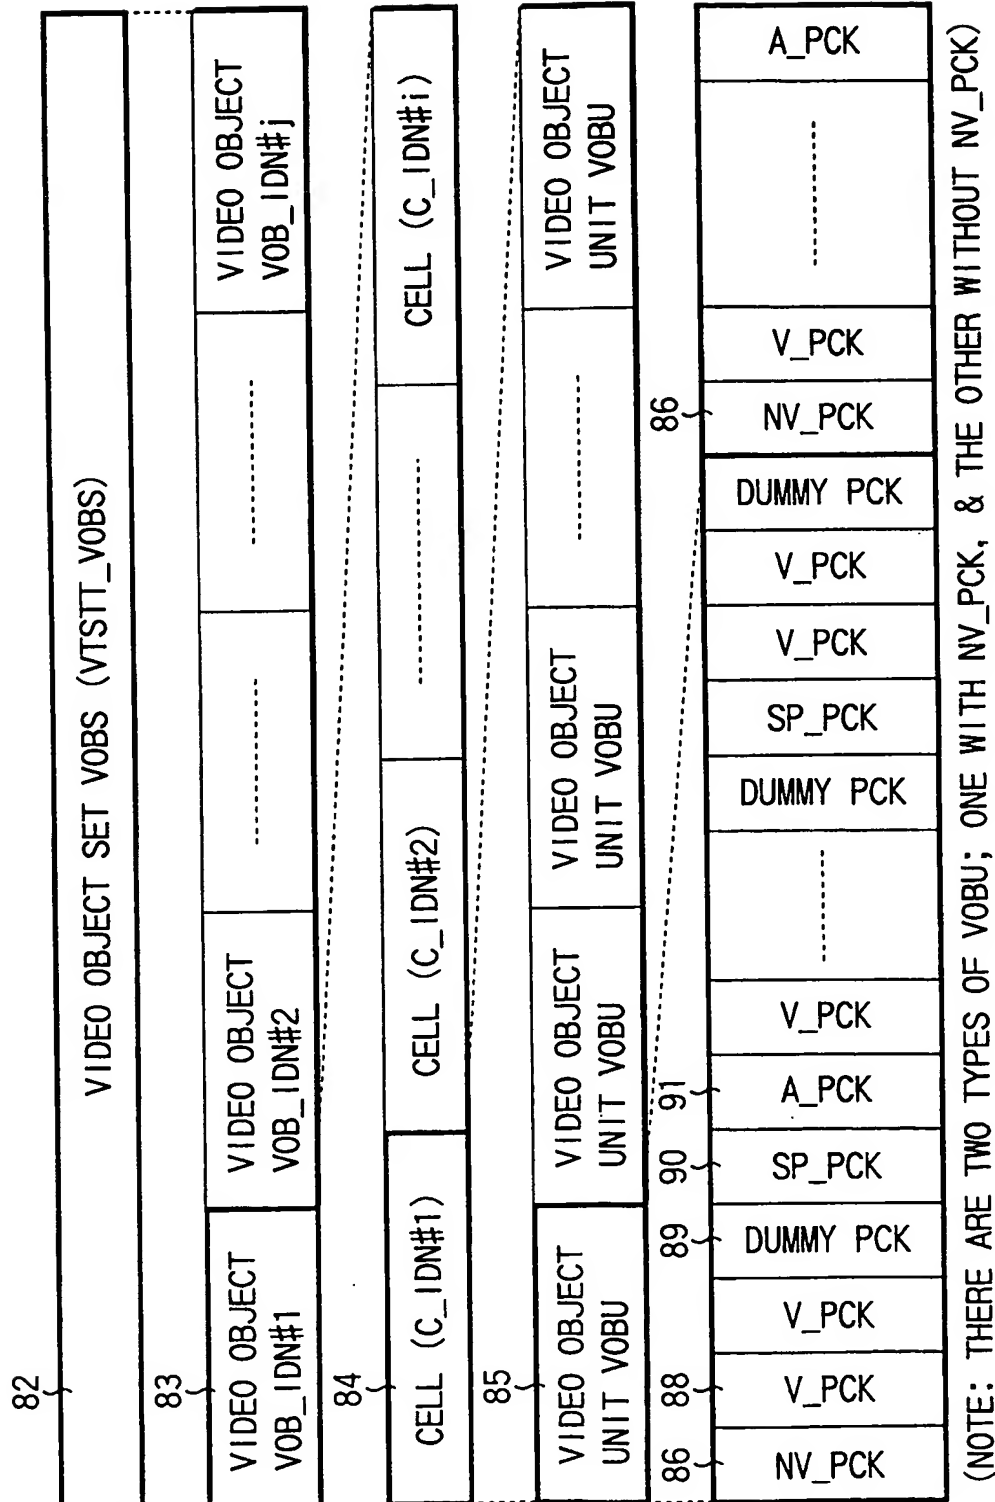 82
VIDEO OBJECT SET VOBS (VTSTT_VOBS)
83
VIDEO OBJECT
VOB_IDN#1
VIDEO OBJECT
VOB_IDN#2
VIDEO OBJECT
VOB_IDN#j
84
CELL (C_IDN#1)
CELL (C_IDN#2)
CELL (C_IDN#i)
85
VIDEO OBJECT
UNIT VOBU
VIDEO OBJECT
UNIT VOBU
VIDEO OBJECT
UNIT VOBU
VIDEO OBJECT
UNIT VOBU
86
88
89
90
91
86
NV_PCK
V_PCK
V_PCK
DUMMY PCK
SP_PCK
A_PCK
V_PCK
DUMMY PCK
SP_PCK
V_PCK
V_PCK
DUMMY PCK
NV_PCK
V_PCK
A_PCK
(NOTE: THERE ARE TWO TYPES OF VOBU; ONE WITH NV_PCK, & THE OTHER WITHOUT NV_PCK)